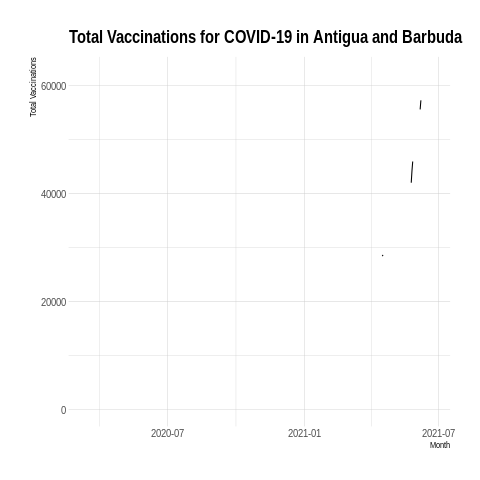 Total Vaccinations for COVID-19 in Antigua and Barbuda
Total Vaccinations
60000
40000
20000
0
2020-07 2021-01 2021-07
Month